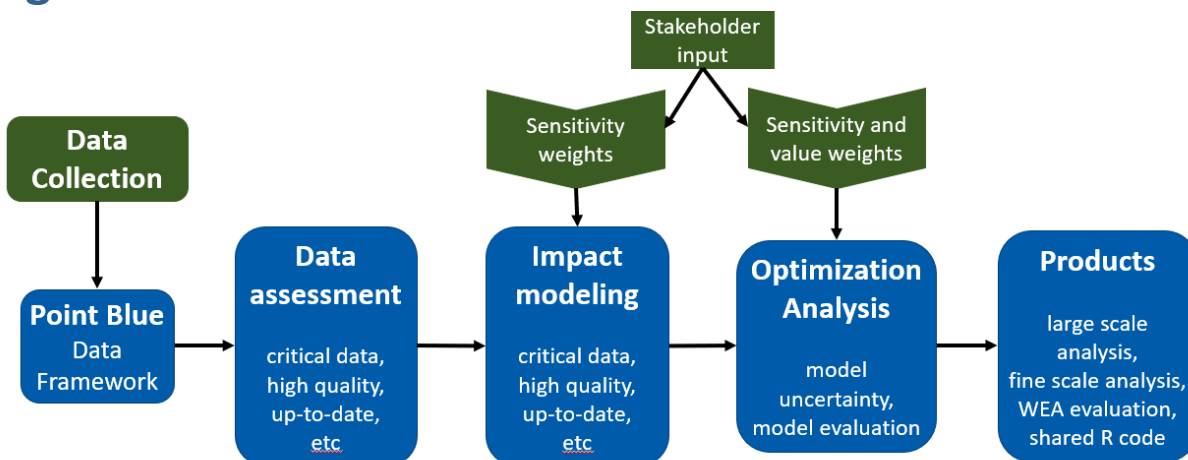 g
Stakeholder
input
Sensitivity
weights
Sensitivity and
value weights
Data
Collection
Point Blue
Data
Framework
Data
assessment
critical data,
high quality,
up-to-date,
etc
Impact
modeling
critical data,
high quality,
up-to-date,
etc
Optimization
Analysis
model
uncertainty,
model evaluation
Products
large scale
analysis,
fine scale analysis,
WEA evaluation,
shared R code